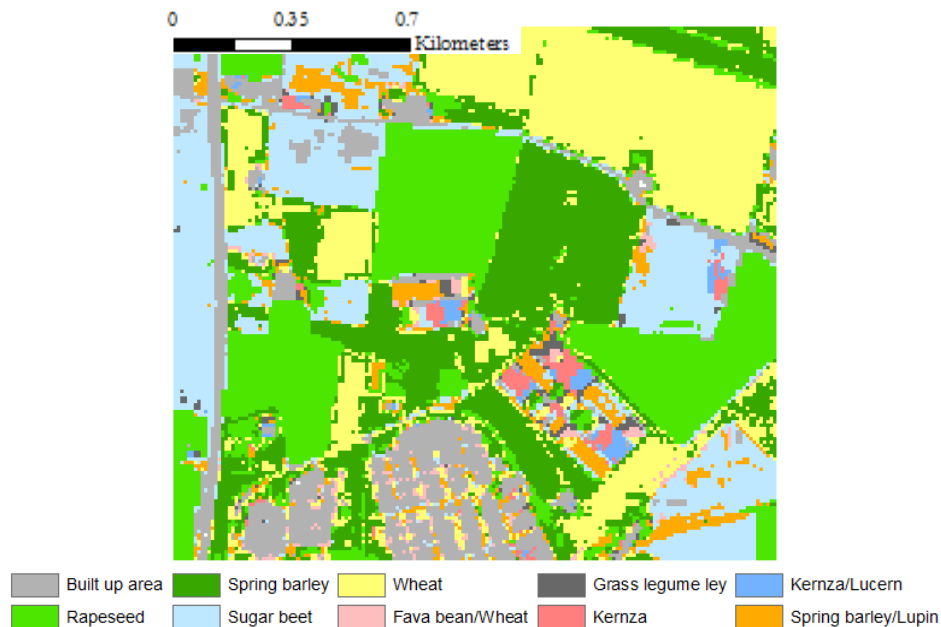 0 0.35 0.7
Kilometers
Built up area Spring barley Wheat Grass legume ley Kernza/Lucern
Rapeseed Sugar beet Fava bean/Wheat Kernza Spring barley/Lupin